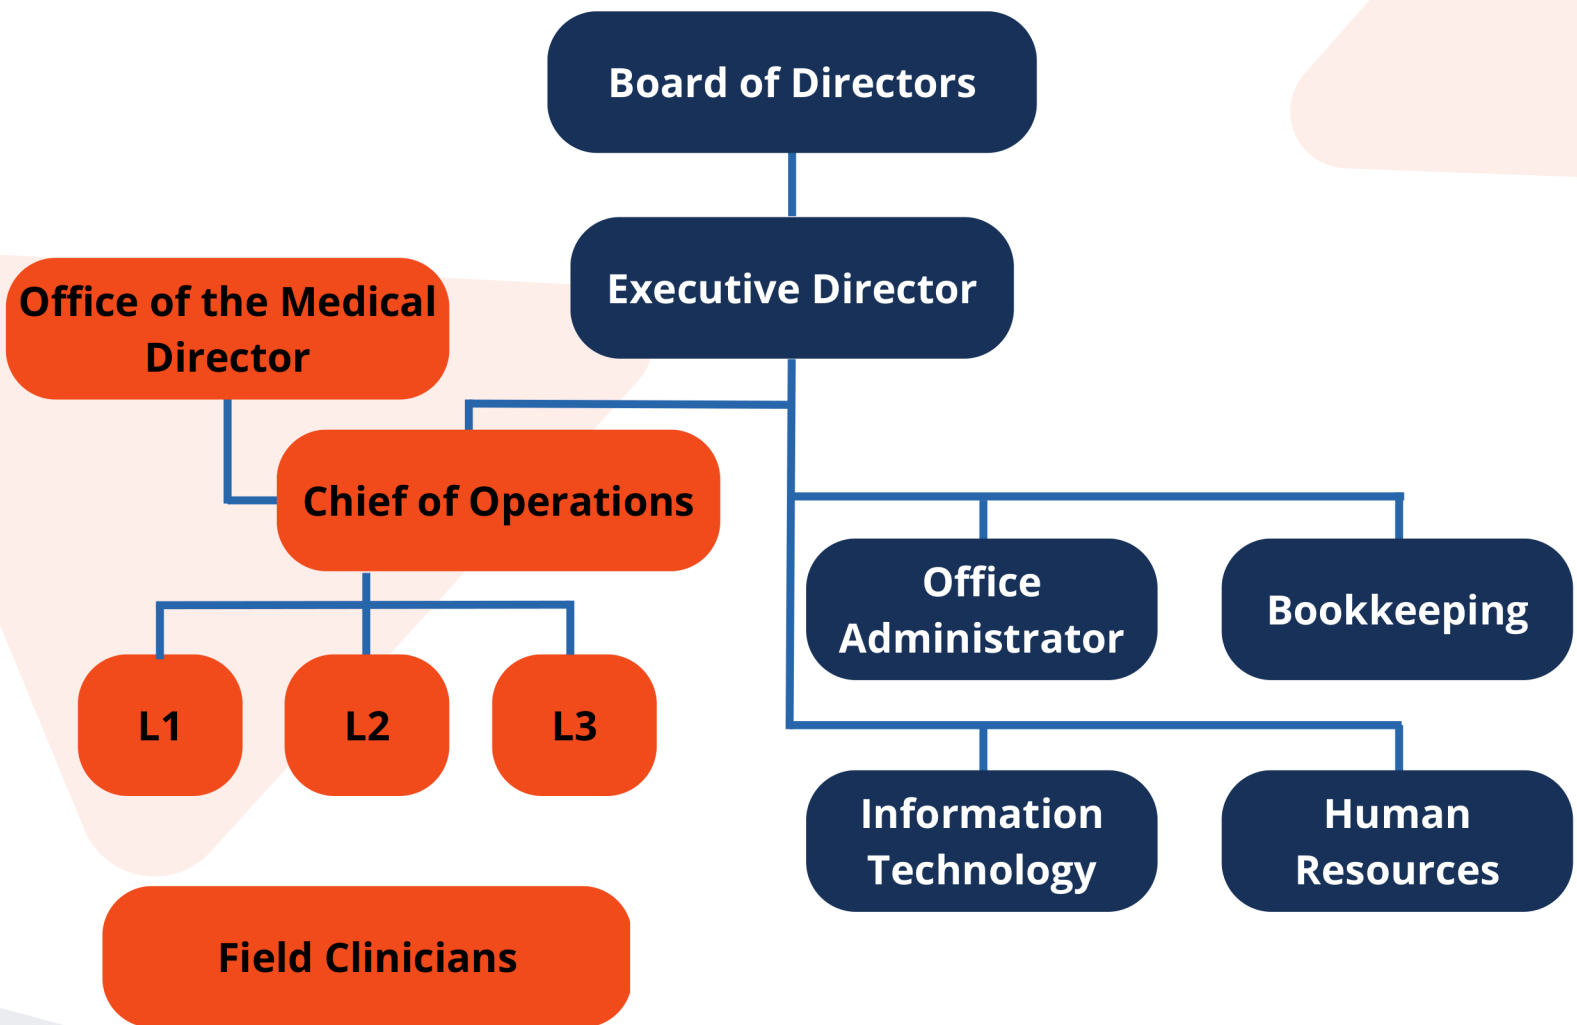 Board of Directors
Executive Director
Office of the Medical
Director
Chief of Operations
Office
Administrator
Bookkeeping
L1
L2
L3
Information
Technology
Human
Resources
Field Clinicians